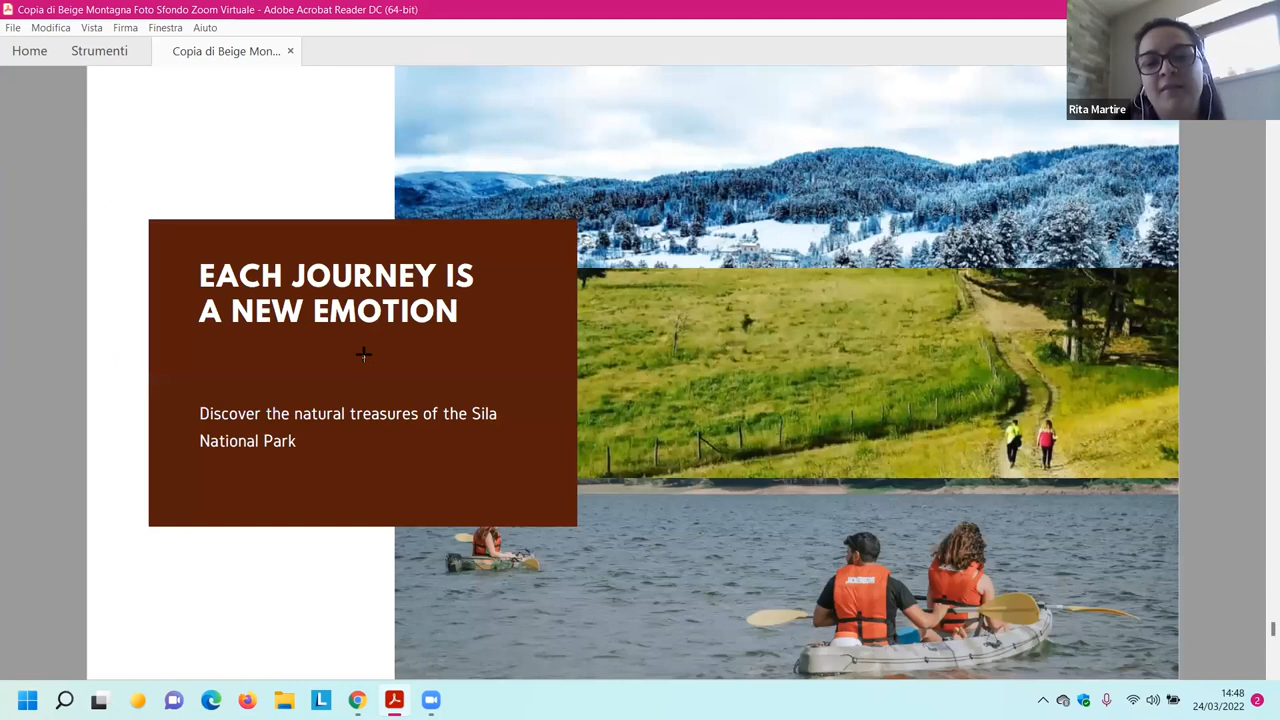 Copia di Beige Montagna Foto Sfondo Zoom Virtuale - Adobe Acrobat Reader DC (64-bit)
File Modifica Vista Firma Finestra Aiuto
Home Strumenti Copia di Beige Mon... ×
Rita Martire
EACH JOURNEY IS
A NEW EMOTION
Discover the natural treasures of the Sila
National Park
14:48
24/03/2022
2